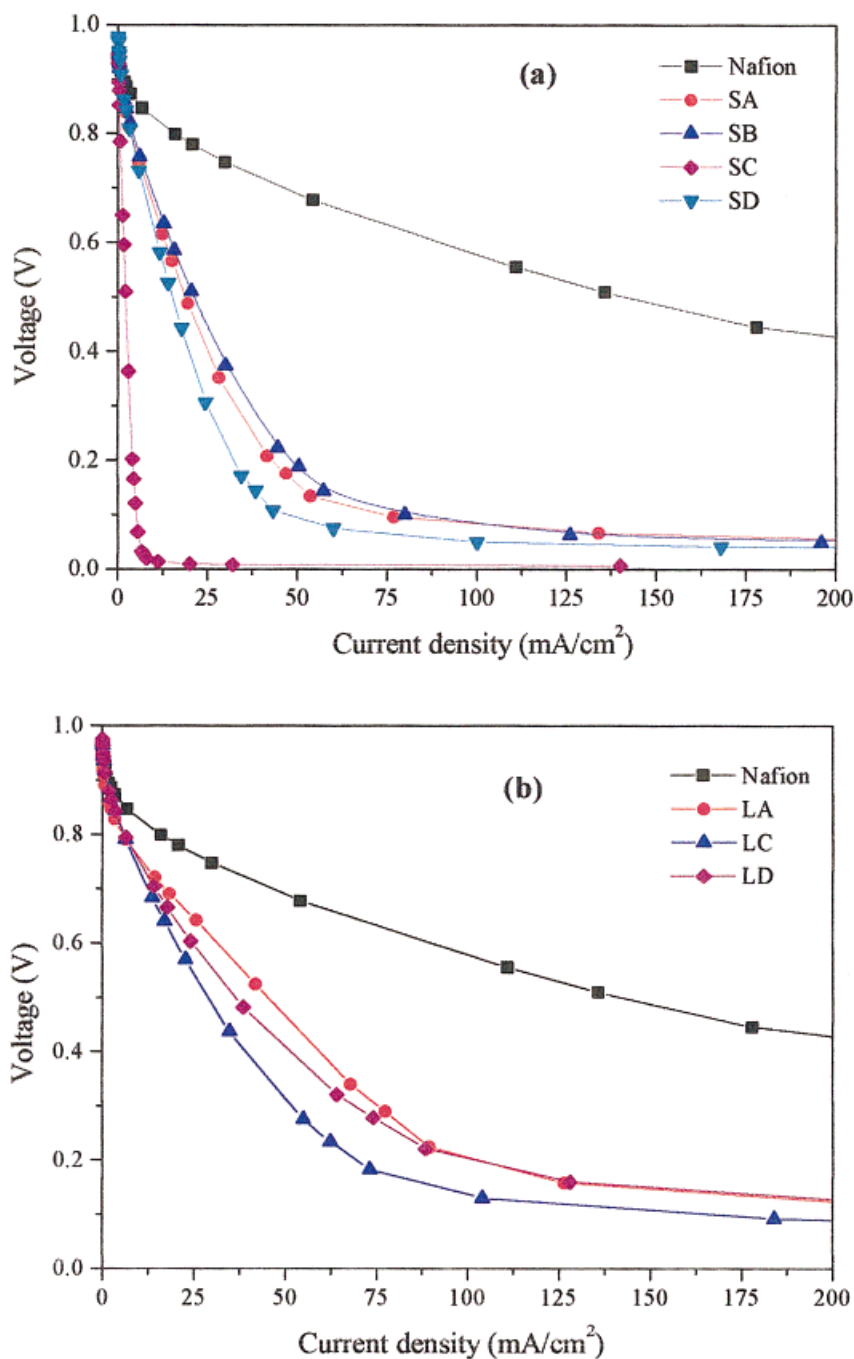 (a)
Nafion
SA
SB
SC
SD
1.0
0.8
0.6
0.4
0.2
0.0
Voltage (V)
0 25 50 75 100 125 150 175 200
Current density (mA/cm²)
(b)
Nafion
LA
LC
LD
1.0
0.8
0.6
0.4
0.2
0.0
Voltage (V)
0 25 50 75 100 125 150 175 200
Current density (mA/cm²)